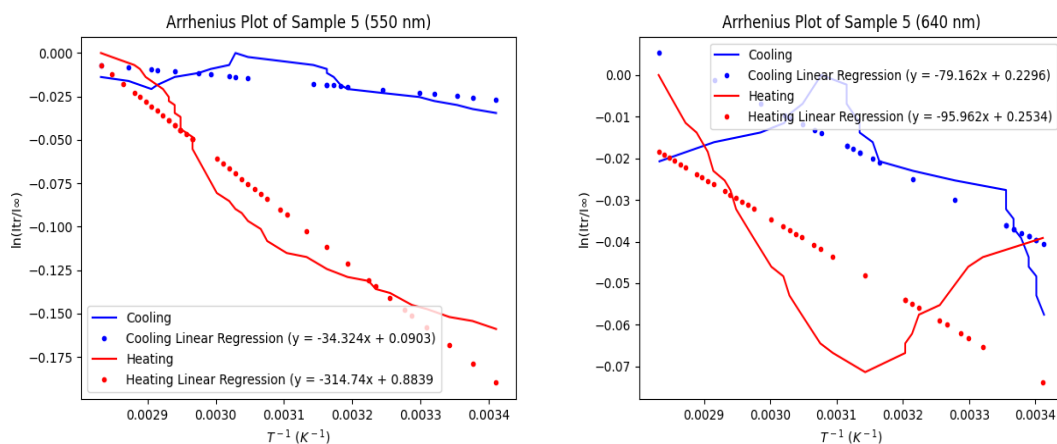 Arrhenius Plot of Sample 5 (550 nm)
ln(Itr/I∞)
0.000
−0.025
−0.050
−0.075
−0.100
−0.125
−0.150
−0.175
Cooling
Cooling Linear Regression (y = -34.324x + 0.0903)
Heating
Heating Linear Regression (y = -314.74x + 0.8839
0.0029 0.0030 0.0031 0.0032 0.0033 0.0034
T⁻¹ (K⁻¹)
Arrhenius Plot of Sample 5 (640 nm)
ln(Itr/I∞)
0.00
−0.01
−0.02
−0.03
−0.04
−0.05
−0.06
−0.07
Cooling
Cooling Linear Regression (y = -79.162x + 0.2296)
Heating
Heating Linear Regression (y = -95.962x + 0.2534)
0.0029 0.0030 0.0031 0.0032 0.0033 0.0034
T⁻¹ (K⁻¹)